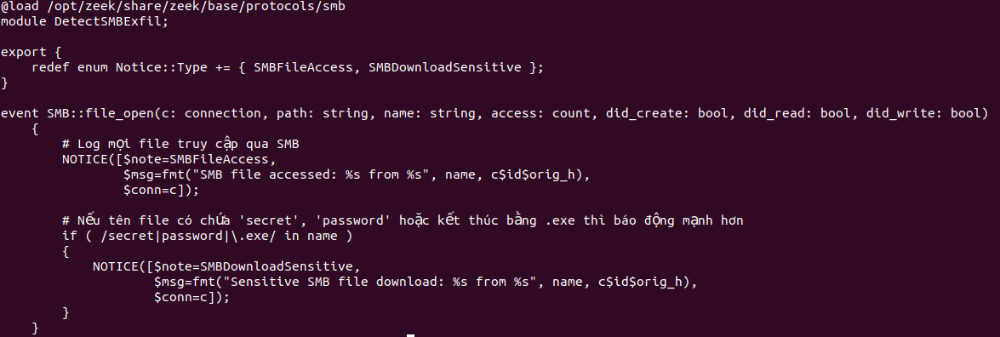 @load /opt/zeek/share/zeek/base/protocols/smb
module DetectSMBExfil;

export {
    redef enum Notice::Type += { SMBFileAccess, SMBDownloadSensitive };
}

event SMB::file_open(c: connection, path: string, name: string, access: count, did_create: bool, did_read: bool, did_write: bool)
    {
        # Log mọi file truy cập qua SMB
        NOTICE([$note=SMBFileAccess,
                $msg=fmt("SMB file accessed: %s from %s", name, c$id$orig_h),
                $conn=c]);

        # Nếu tên file có chứa 'secret', 'password' hoặc kết thúc bằng .exe thì báo động mạnh hơn
        if ( /secret|password|\.exe/ in name )
        {
            NOTICE([$note=SMBDownloadSensitive,
                    $msg=fmt("Sensitive SMB file download: %s from %s", name, c$id$orig_h),
                    $conn=c]);
        }
    }